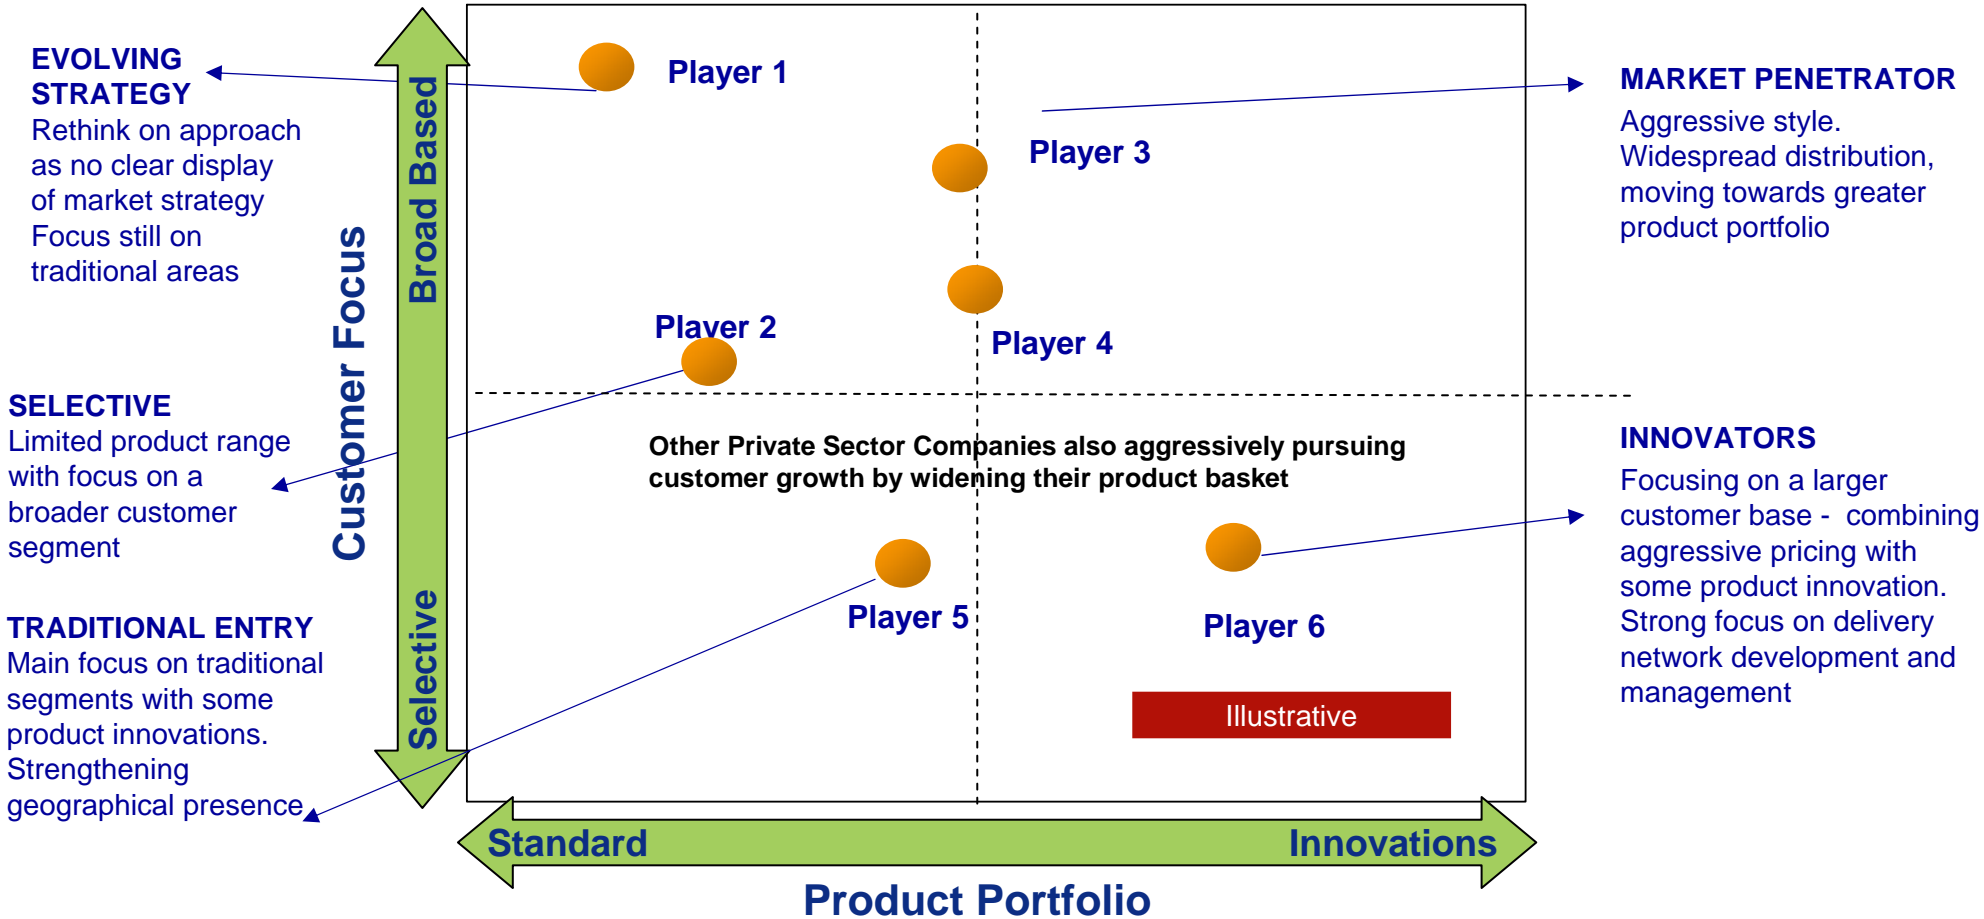 EVOLVING
STRATEGY
Rethink on approach
as no clear display
of market strategy
Focus still on
traditional areas
SELECTIVE
Limited product range
with focus on a
broader customer
segment
TRADITIONAL ENTRY
Main focus on traditional
segments with some
product innovations.
Strengthening
geographical presence
Customer Focus
Broad Based
Selective
Player 1
Player 3
Player 2
Player 4
Other Private Sector Companies also aggressively pursuing
customer growth by widening their product basket
Player 5
Player 6
Illustrative
Standard
Innovations
Product Portfolio
MARKET PENETRATOR
Aggressive style.
Widespread distribution,
moving towards greater
product portfolio
INNOVATORS
Focusing on a larger
customer base - combining
aggressive pricing with
some product innovation.
Strong focus on delivery
network development and
management